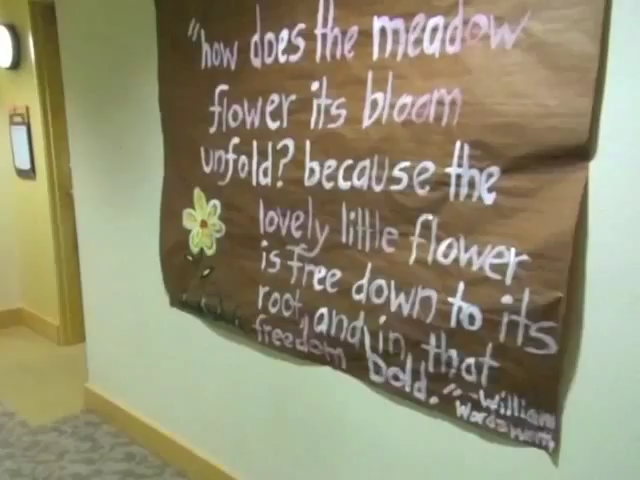 "how does the meadow
flower its bloom
unfold? because the
lovely little flower
is free down to its
root, and in that
freedom bold."
-William
Wordsworth